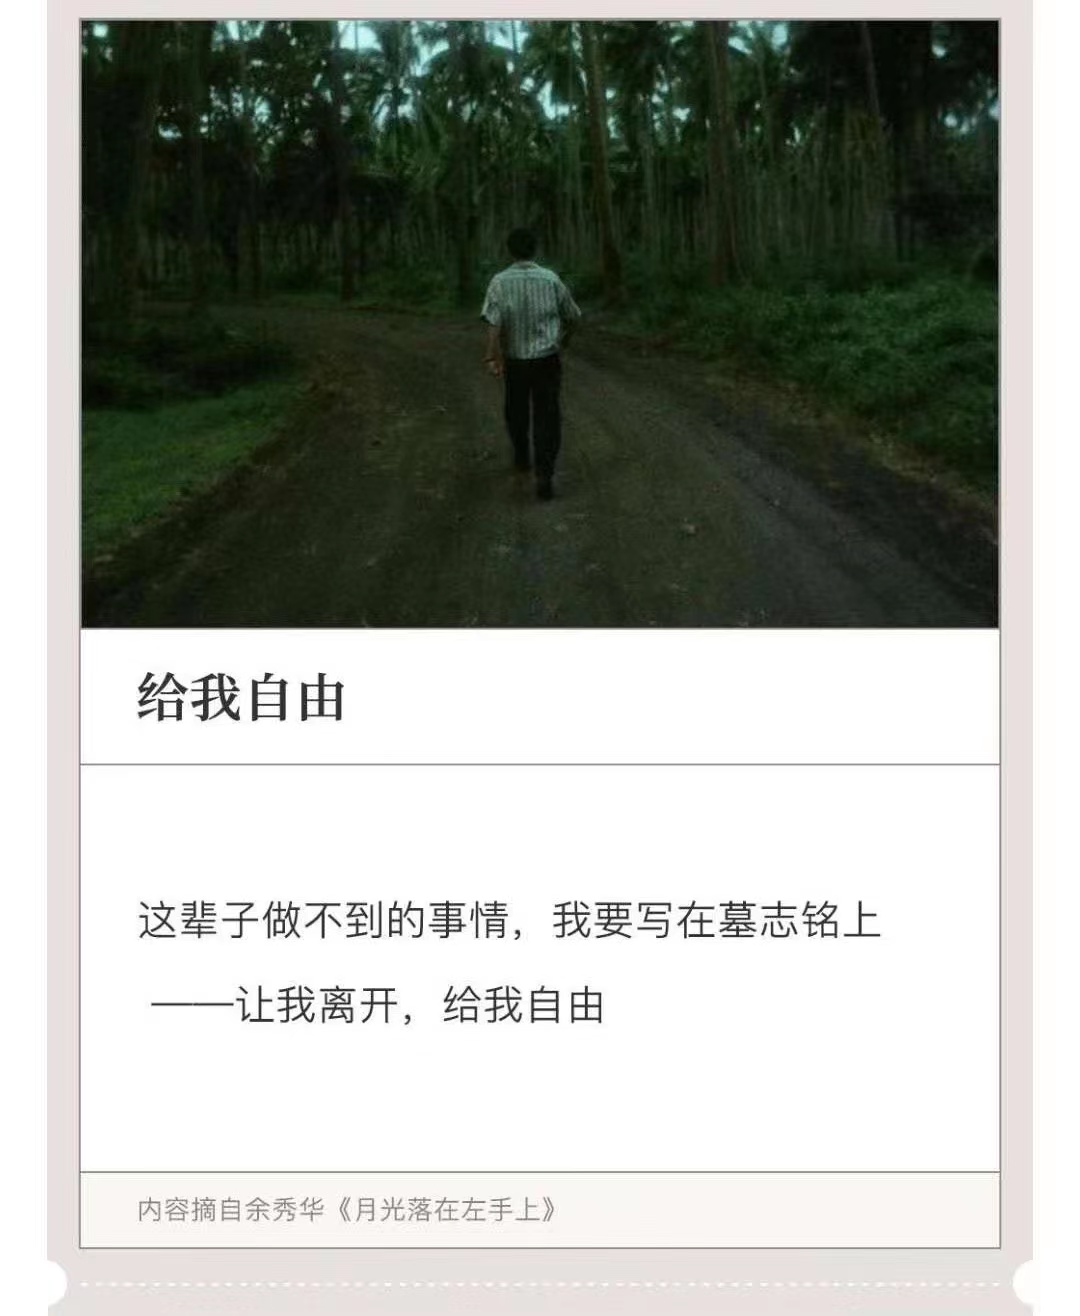 给我自由
这辈子做不到的事情，我要写在墓志铭上
——让我离开，给我自由
内容摘自余秀华《月光落在左手上》